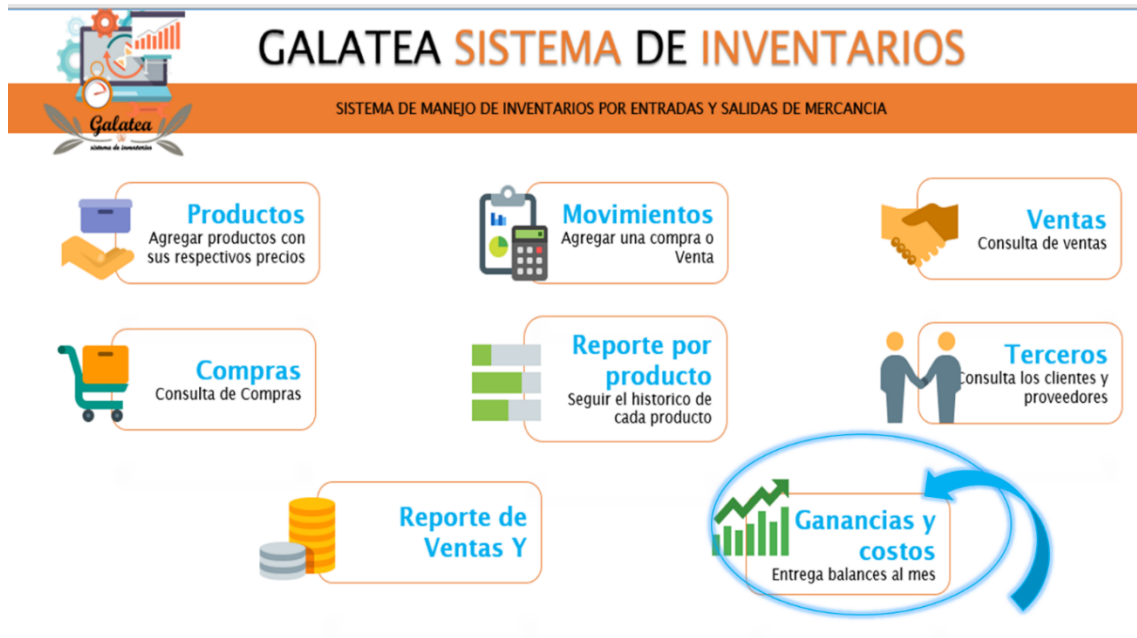 GALATEA SISTEMA DE INVENTARIOS
SISTEMA DE MANEJO DE INVENTARIOS POR ENTRADAS Y SALIDAS DE MERCANCIA
Galatea
sistema de inventarios
Productos
Agregar productos con
sus respectivos precios
Movimientos
Agregar una compra o
Venta
Ventas
Consulta de ventas
Compras
Consulta de Compras
Reporte por
producto
Seguir el historico de
cada producto
Terceros
Consulta los clientes y
proveedores
Reporte de
Ventas Y
Ganancias y
costos
Entrega balances al mes